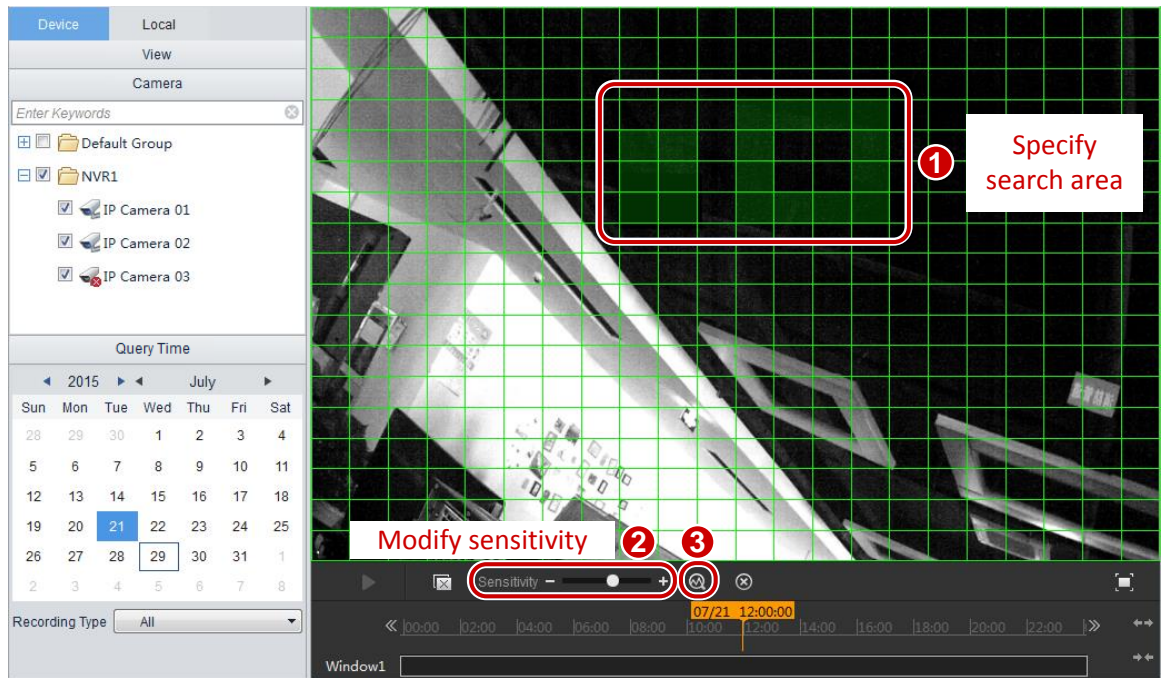 Device Local
View
Camera
Enter Keywords
Default Group
NVR1
IP Camera 01
IP Camera 02
IP Camera 03
Query Time
2015 July
Sun Mon Tue Wed Thu Fri Sat
28 29 30 1 2 3 4
5 6 7 8 9 10 11
12 13 14 15 16 17 18
19 20 21 22 23 24 25
26 27 28 29 30 31 1
2 3 4 5 6 7 8
Recording Type All
1 Specify
search area
Modify sensitivity 2 3
Sensitivity
07/21 12:00:00
00:00 02:00 04:00 06:00 08:00 10:00 12:00 14:00 16:00 18:00 20:00 22:00
Window1